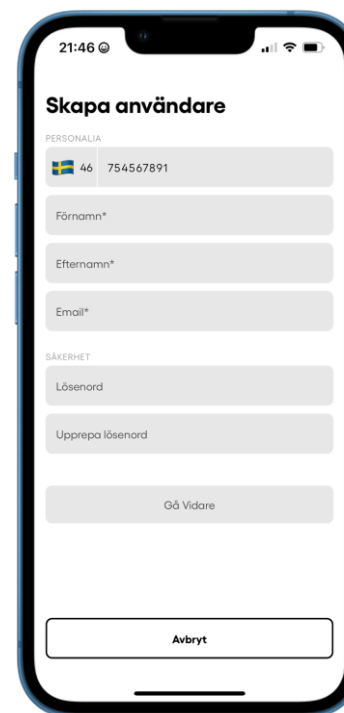 21:46
Skapa användare
PERSONALIA
46 754567891
Förnamn*
Efternamn*
Email*
SÄKERHET
Lösenord
Upprepa lösenord
Gå Vidare
Avbryt